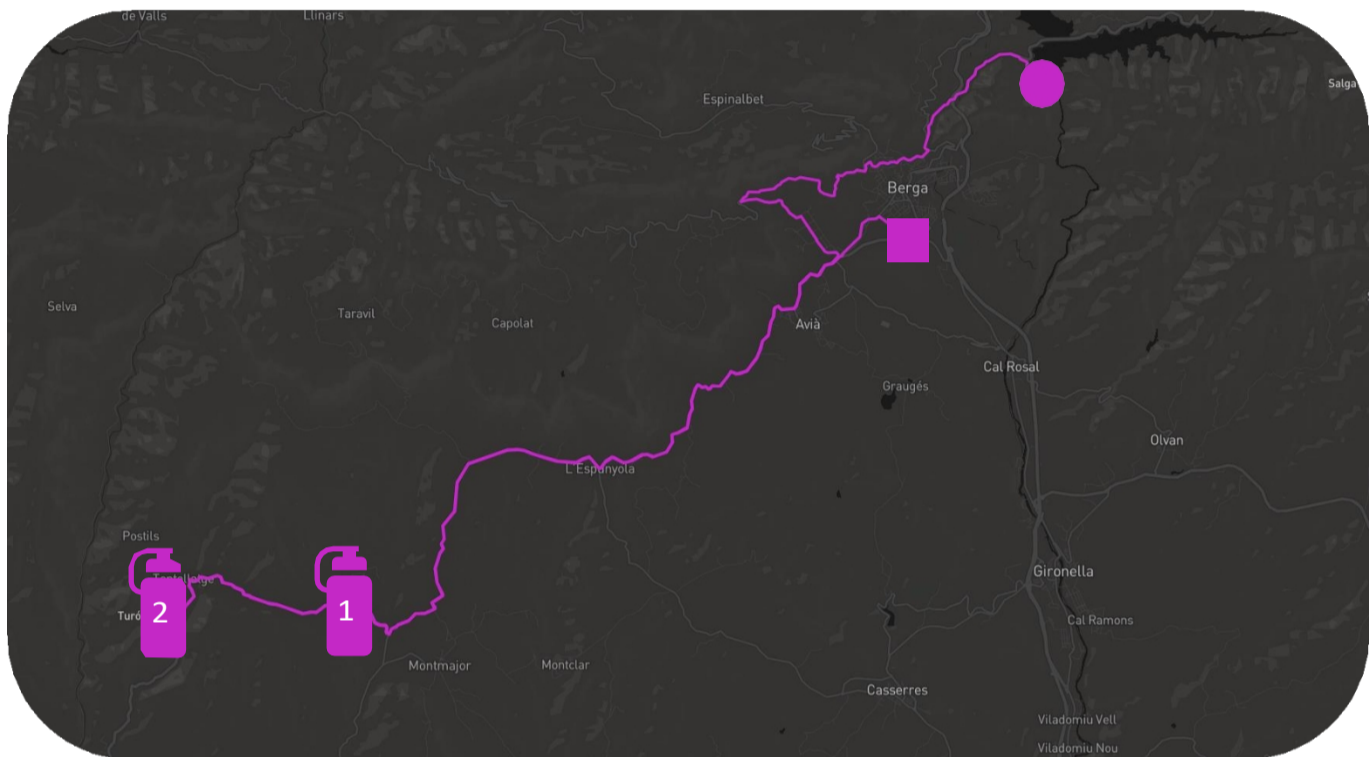 de Valls
Llinars
Salga
Espinalbet
Berga
Selva
Taravil
Capolat
Avià
Cal Rosal
Graugés
Olvan
L'Espunyola
Postils
Gironella
Turó
2
1
Cal Ramons
Montmajor
Montclar
Casserres
Viladomiu Vell
Viladomiu Nou